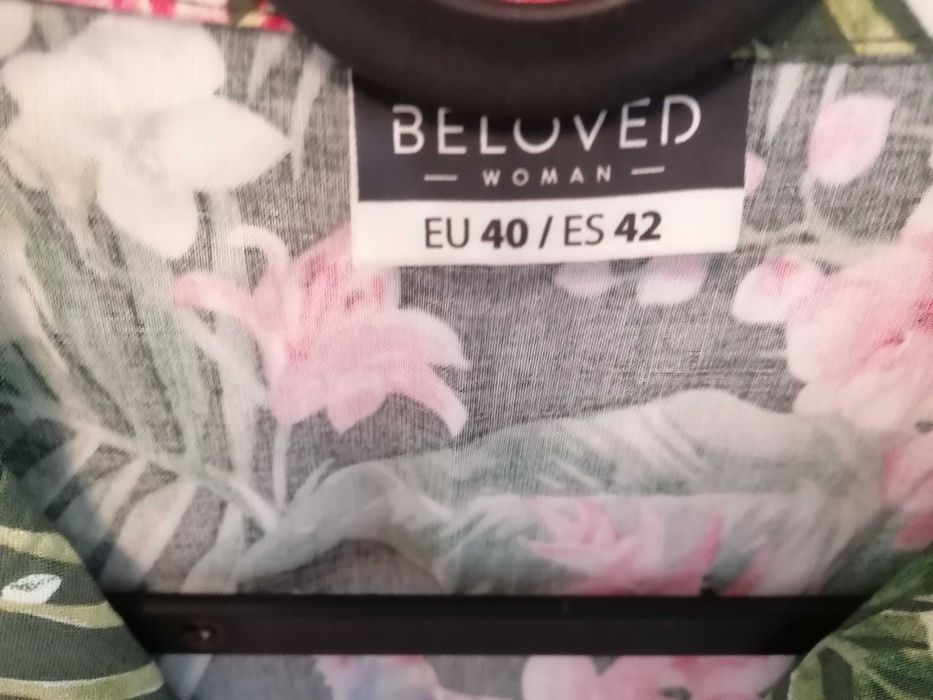 BELOVED
— WOMAN —
EU 40 / ES 42